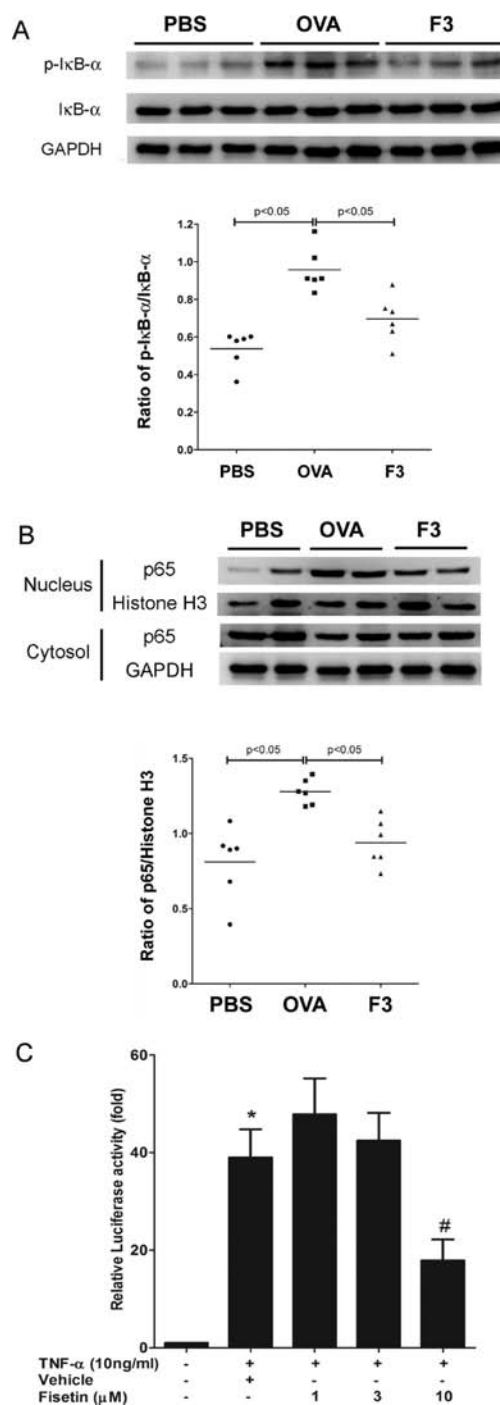 A
PBS OVA F3
p-IκB-α
IκB-α
GAPDH
p<0.05 p<0.05
1.2
1.0
0.8
0.6
0.4
0.2
0.0
Ratio of p-IκB-α/IκB-α
PBS OVA F3
B
PBS OVA F3
Nucleus
p65
Histone H3
Cytosol
p65
GAPDH
p<0.05 p<0.05
1.5
1.0
0.5
0.0
Ratio of p65/Histone H3
PBS OVA F3
C
60
40
20
0
Relative Luciferase activity (fold)
* #
TNF-α (10ng/ml) - + + + +
Vehicle - + - - -
Fisetin (μM) - - 1 3 10